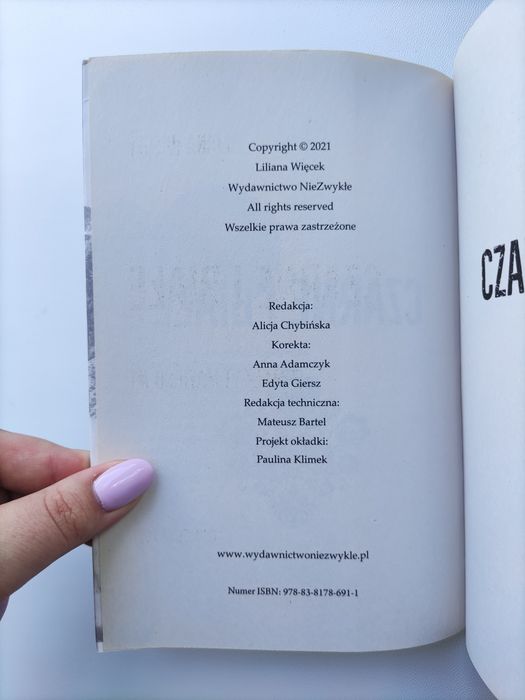 Copyright © 2021
Liliana Więcek
Wydawnictwo NieZwykłe
All rights reserved
Wszelkie prawa zastrzeżone
Redakcja:
Alicja Chybińska
Korekta:
Anna Adamczyk
Edyta Giersz
Redakcja techniczna:
Mateusz Bartel
Projekt okładki:
Paulina Klimek
www.wydawnictwoniezwykle.pl
Numer ISBN: 978-83-8178-691-1
CZA